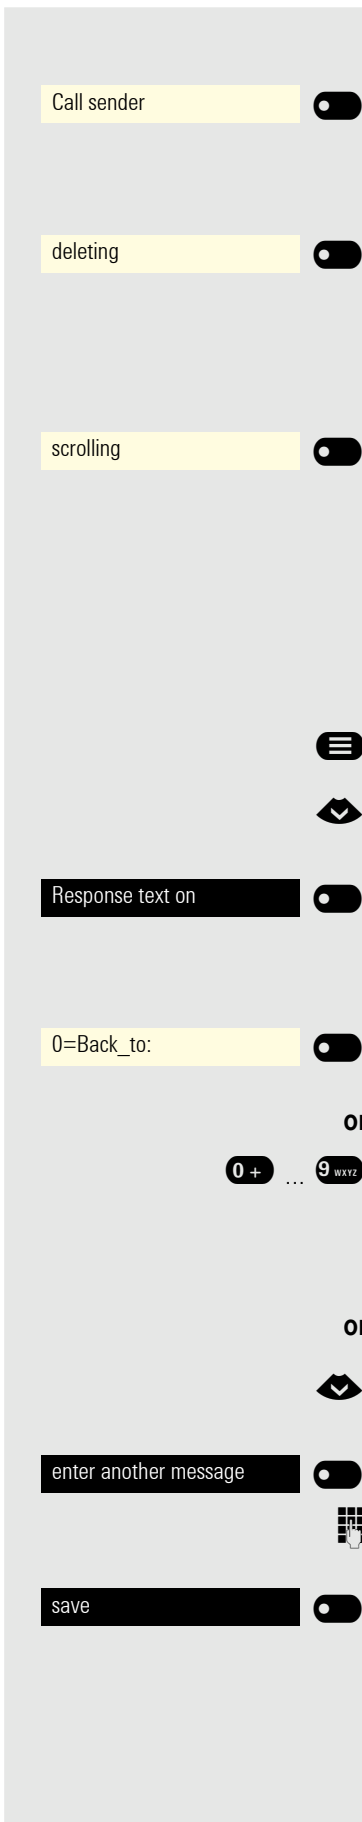 Call sender
deleting
scrolling
Response text on
0=Back_to:
or
0 + ... 9 WXYZ
or
enter another message
save